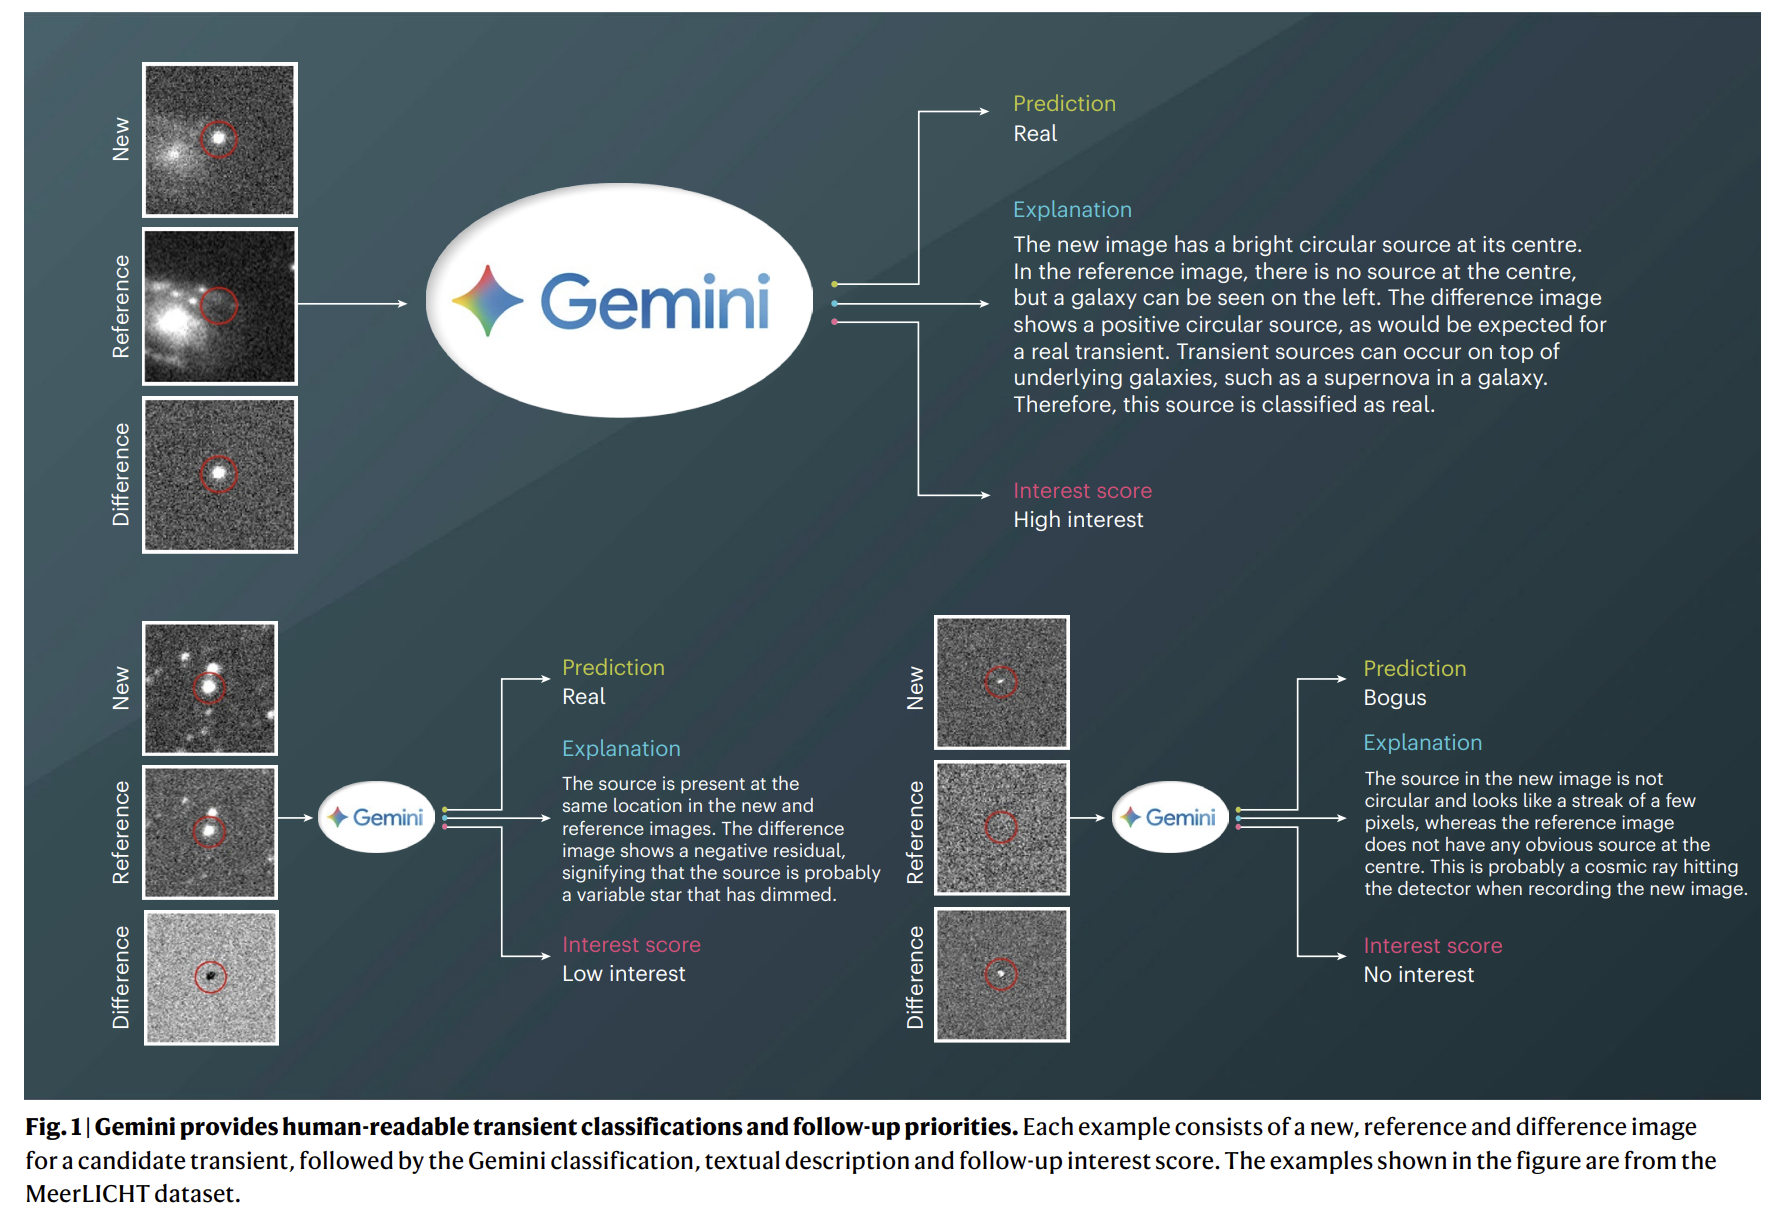 New
Reference
Difference
Gemini
Prediction
Real
Explanation
The new image has a bright circular source at its centre.
In the reference image, there is no source at the centre,
but a galaxy can be seen on the left. The difference image
shows a positive circular source, as would be expected for
a real transient. Transient sources can occur on top of
underlying galaxies, such as a supernova in a galaxy.
Therefore, this source is classified as real.
Interest score
High interest
New
Reference
Difference
Gemini
Prediction
Real
Explanation
The source is present at the
same location in the new and
reference images. The difference
image shows a negative residual,
signifying that the source is probably
a variable star that has dimmed.
Interest score
Low interest
New
Reference
Difference
Gemini
Prediction
Bogus
Explanation
The source in the new image is not
circular and looks like a streak of a few
pixels, whereas the reference image
does not have any obvious source at the
centre. This is probably a cosmic ray hitting
the detector when recording the new image.
Interest score
No interest
Fig. 1 | Gemini provides human-readable transient classifications and follow-up priorities. Each example consists of a new, reference and difference image
for a candidate transient, followed by the Gemini classification, textual description and follow-up interest score. The examples shown in the figure are from the
MeerLICHT dataset.